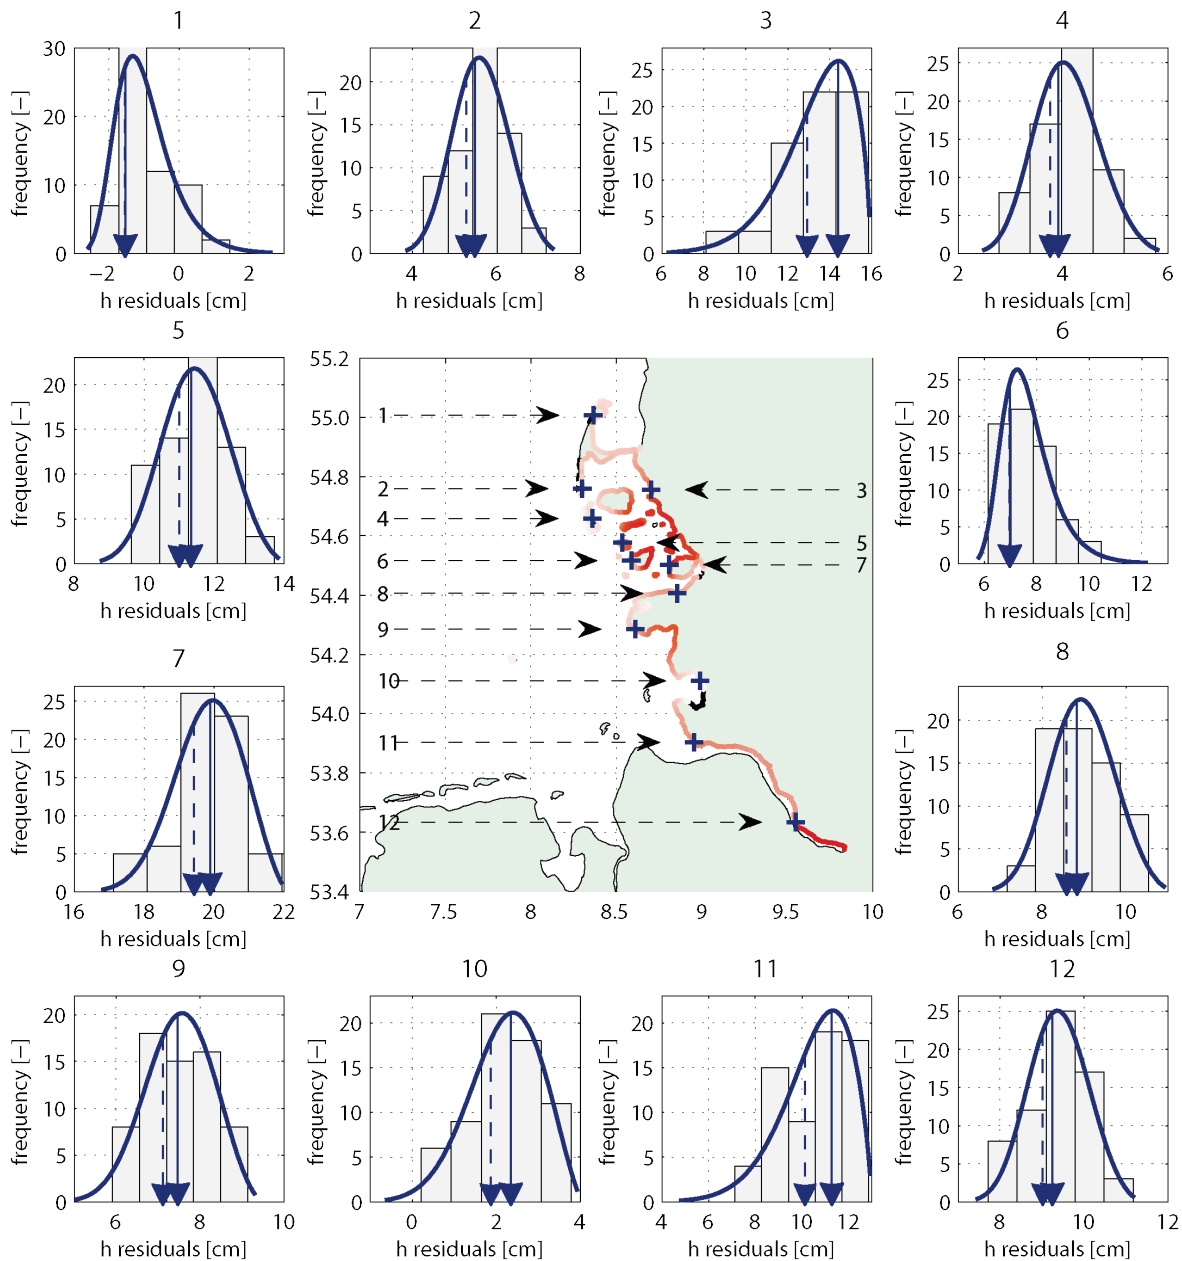 1
2
3
4
30
20
10
0
frequency [–]
−2 0 2
h residuals [cm]
20
15
10
5
0
frequency [–]
4 6 8
h residuals [cm]
25
20
15
10
5
0
frequency [–]
6 8 10 12 14 16
h residuals [cm]
25
20
15
10
5
0
frequency [–]
2 4 6
h residuals [cm]
5
20
15
10
5
0
frequency [–]
8 10 12 14
h residuals [cm]
55.2
55.0
54.8
54.6
54.4
54.2
54.0
53.8
53.6
53.4
7 7.5 8 8.5 9 9.5 10
1
2
3
4
5
6
7
8
9
10
11
12
6
25
20
15
10
5
0
frequency [–]
6 8 10 12
h residuals [cm]
7
25
20
15
10
5
0
frequency [–]
16 18 20 22
h residuals [cm]
8
20
15
10
5
0
frequency [–]
6 8 10
h residuals [cm]
9
20
15
10
5
0
frequency [–]
6 8 10
h residuals [cm]
10
20
15
10
5
0
frequency [–]
0 2 4
h residuals [cm]
11
20
15
10
5
0
frequency [–]
4 6 8 10 12
h residuals [cm]
12
25
20
15
10
5
0
frequency [–]
8 10 12
h residuals [cm]